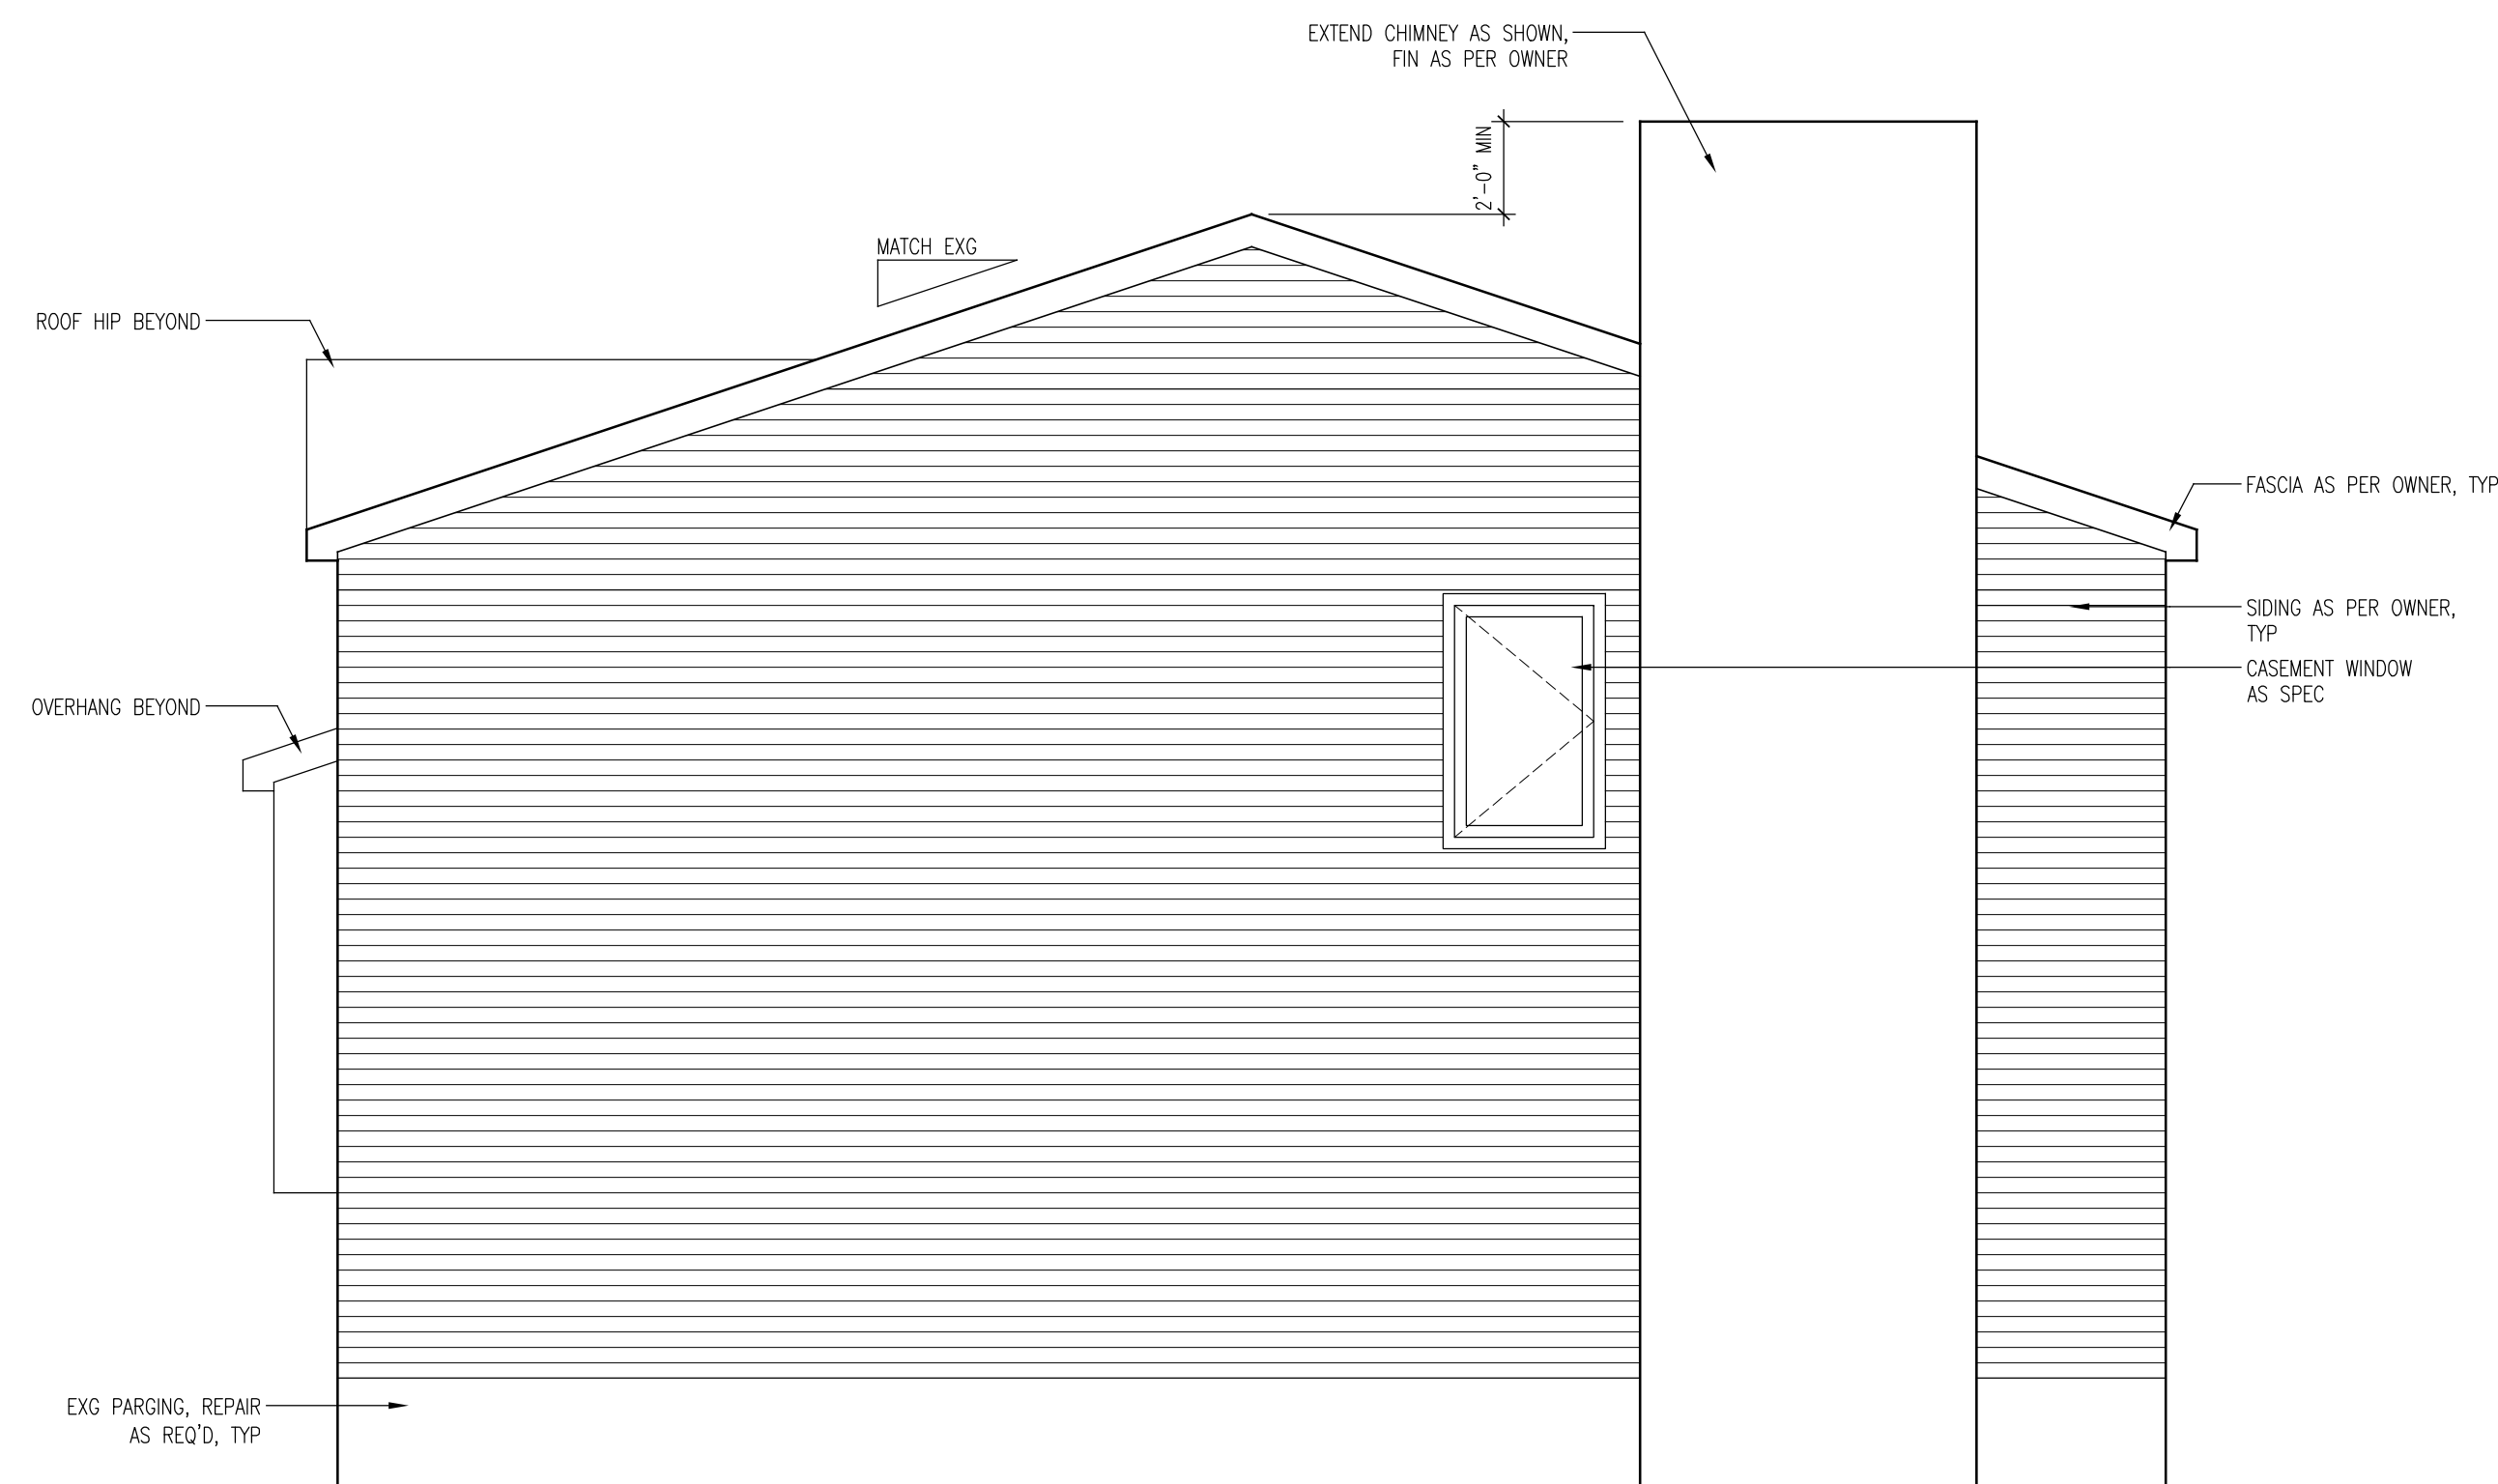 EXTEND CHIMNEY AS SHOWN,
FIN AS PER OWNER
2'-0" MIN
MATCH EXG
ROOF HIP BEYOND
FASCIA AS PER OWNER, TYP
SIDING AS PER OWNER,
TYP
CASEMENT WINDOW
AS SPEC
OVERHANG BEYOND
EXG PARGING, REPAIR
AS REQ'D, TYP